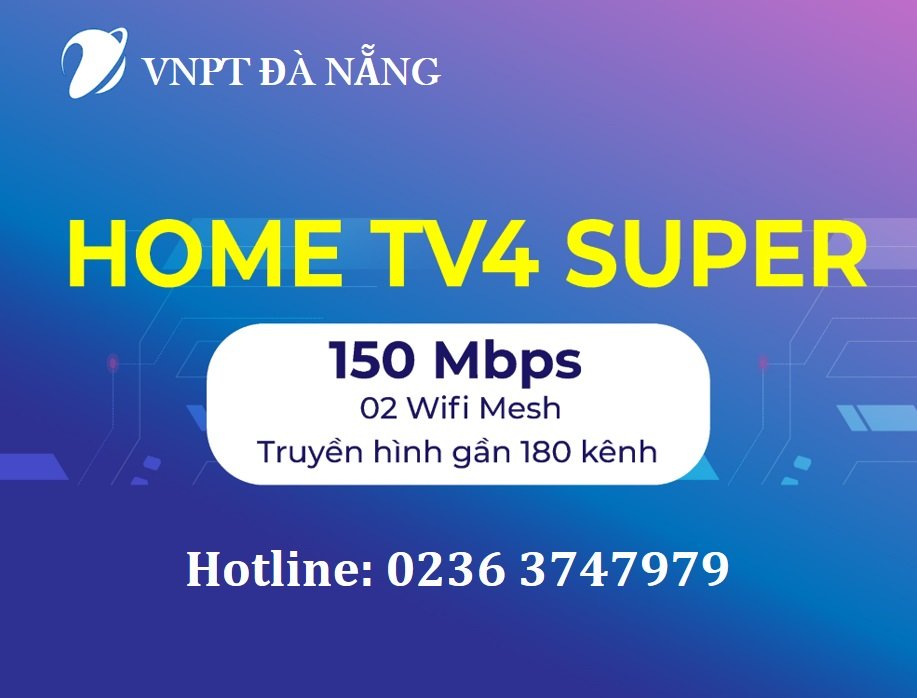 VNPT ĐÀ NẴNG
HOME TV4 SUPER
150 Mbps
02 Wifi Mesh
Truyền hình gần 180 kênh
Hotline: 0236 3747979